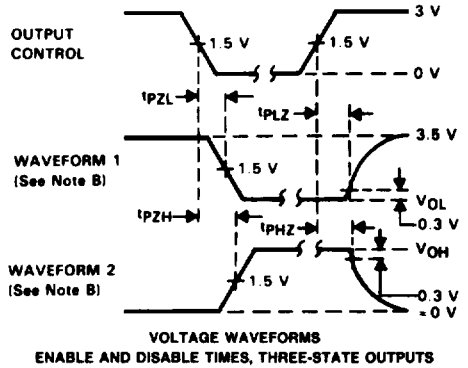 OUTPUT
CONTROL
1.5 V
1.5 V
3 V
0 V
tPZL
tPLZ
WAVEFORM 1
(See Note B)
1.5 V
3.5 V
VOL
0.3 V
tPZH
tPHZ
WAVEFORM 2
(See Note B)
1.5 V
VOH
0.3 V
≈0 V
VOLTAGE WAVEFORMS
ENABLE AND DISABLE TIMES, THREE-STATE OUTPUTS